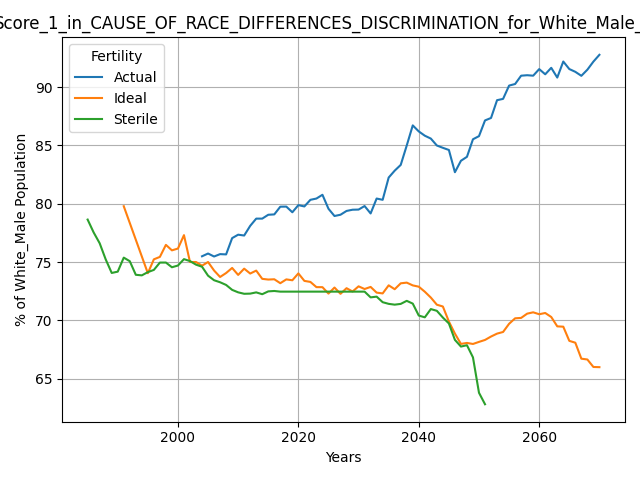 Score_1_in_CAUSE_OF_RACE_DIFFERENCES_DISCRIMINATION_for_White_Male_
Fertility
Actual
Ideal
Sterile
% of White_Male Population
90
85
80
75
70
65
2000
2020
2040
2060
Years